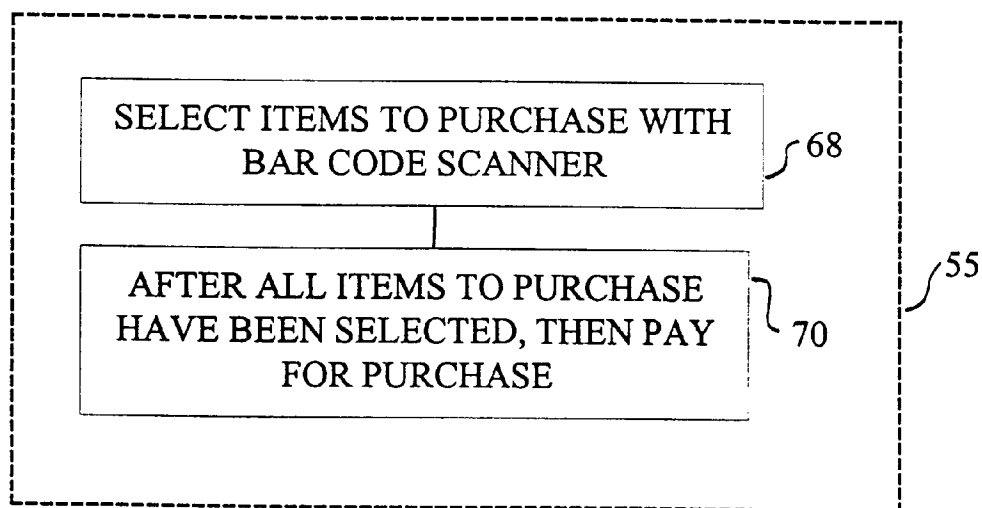 SELECT ITEMS TO PURCHASE WITH
BAR CODE SCANNER
68
AFTER ALL ITEMS TO PURCHASE
HAVE BEEN SELECTED, THEN PAY
FOR PURCHASE
70
55